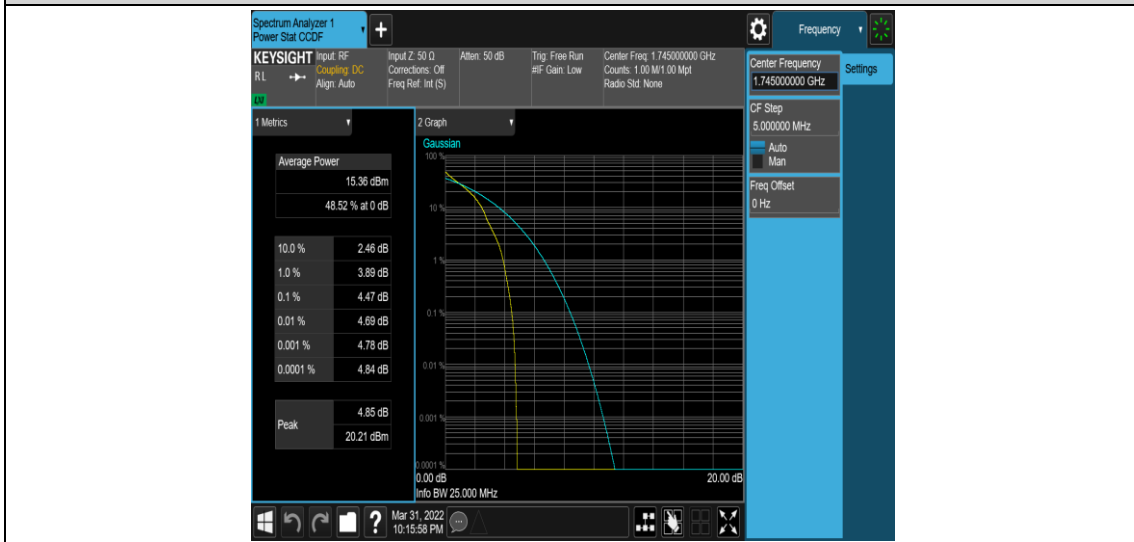 Spectrum Analyzer 1
Power Stat CCDF
Frequency
KEYSIGHT
RL
LXI
Input: RF
Coupling: DC
Align: Auto
Input Z: 50 Ω
Corrections: Off
Freq Ref: Int (S)
Atten: 50 dB
Trig: Free Run
#IF Gain: Low
Center Freq: 1.745000000 GHz
Counts: 1.00 M/1.00 Mpt
Radio Std: None
Center Frequency
1.745000000 GHz
Settings
CF Step
5.000000 MHz
Auto
Man
Freq Offset
0 Hz
1 Metrics
Average Power
15.36 dBm
48.52 % at 0 dB
10.0 % 2.46 dB
1.0 % 3.89 dB
0.1 % 4.47 dB
0.01 % 4.69 dB
0.001 % 4.78 dB
0.0001 % 4.84 dB
Peak
4.85 dB
20.21 dBm
2 Graph
Gaussian
100 %
10 %
1 %
0.1 %
0.01 %
0.001 %
0.0001 %
0.00 dB 20.00 dB
Info BW 25.000 MHz
?
Mar 31, 2022
10:15:58 PM